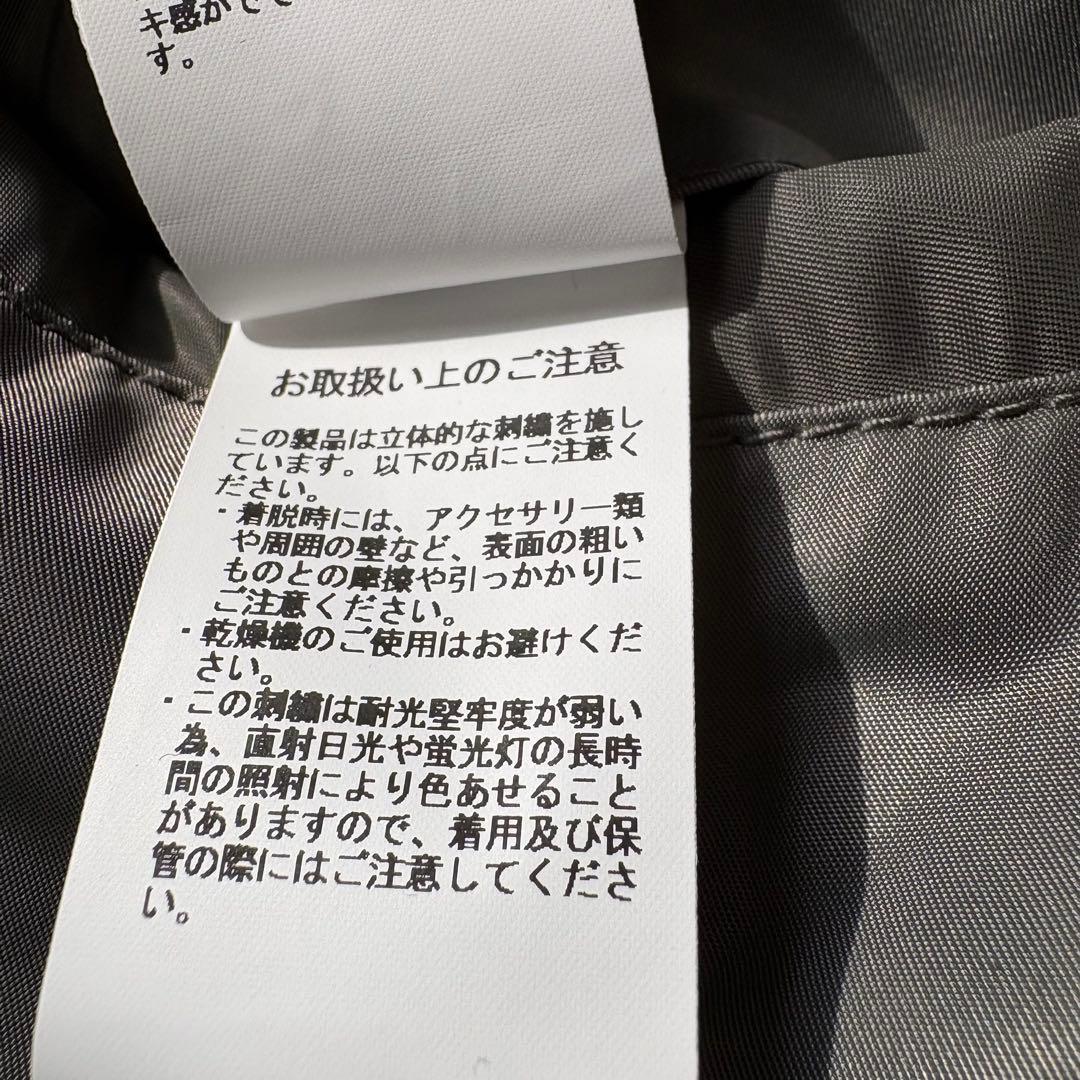 キ感がでて
す。
お取扱い上のご注意
この製品は立体的な刺繍を施し
ています。以下の点にご注意く
ださい。
・着脱時には、アクセサリー類
や周囲の壁など、表面の粗い
ものとの摩擦や引っかかりに
ご注意ください。
・乾燥機のご使用はお避けくだ
さい。
・この刺繍は耐光堅牢度が弱い
為、直射日光や蛍光灯の長時
間の照射により色あせること
がありますので、着用及び保
管の際にはご注意してくださ
い。